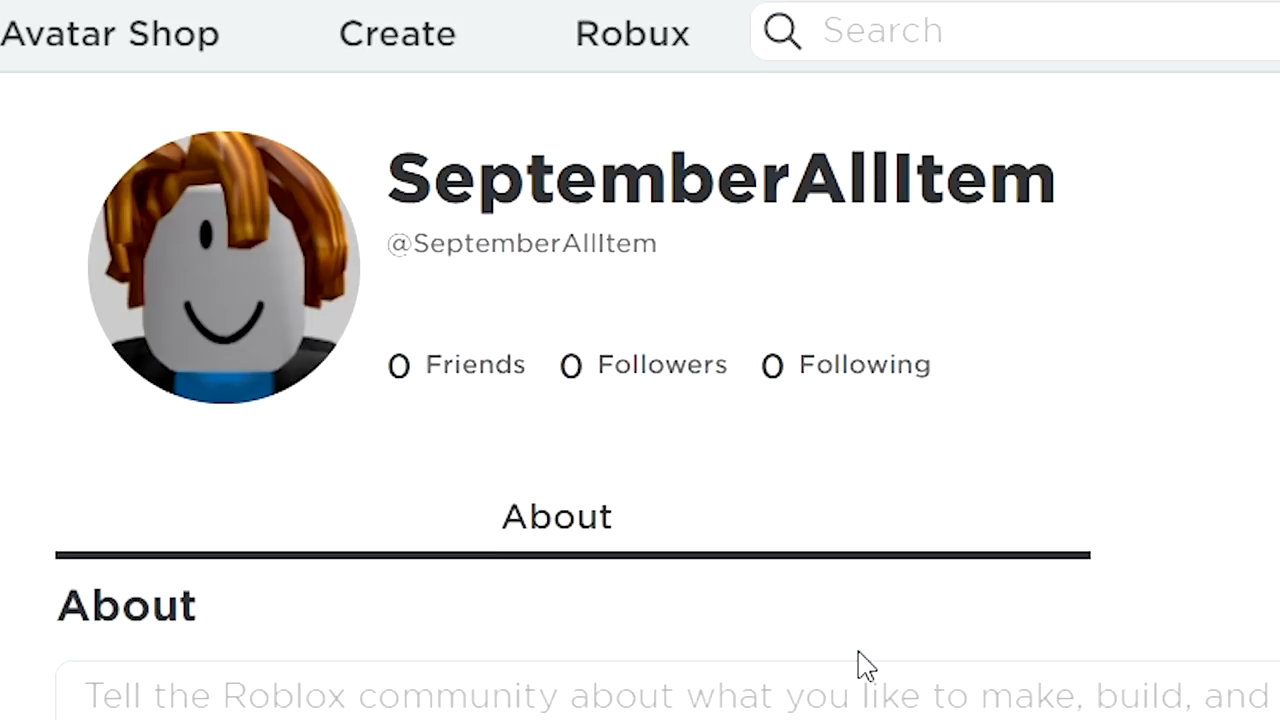 Avatar Shop Create Robux Search
SeptemberAllItem
@SeptemberAllItem
0 Friends 0 Followers 0 Following
About
About
Tell the Roblox community about what you like to make, build, and